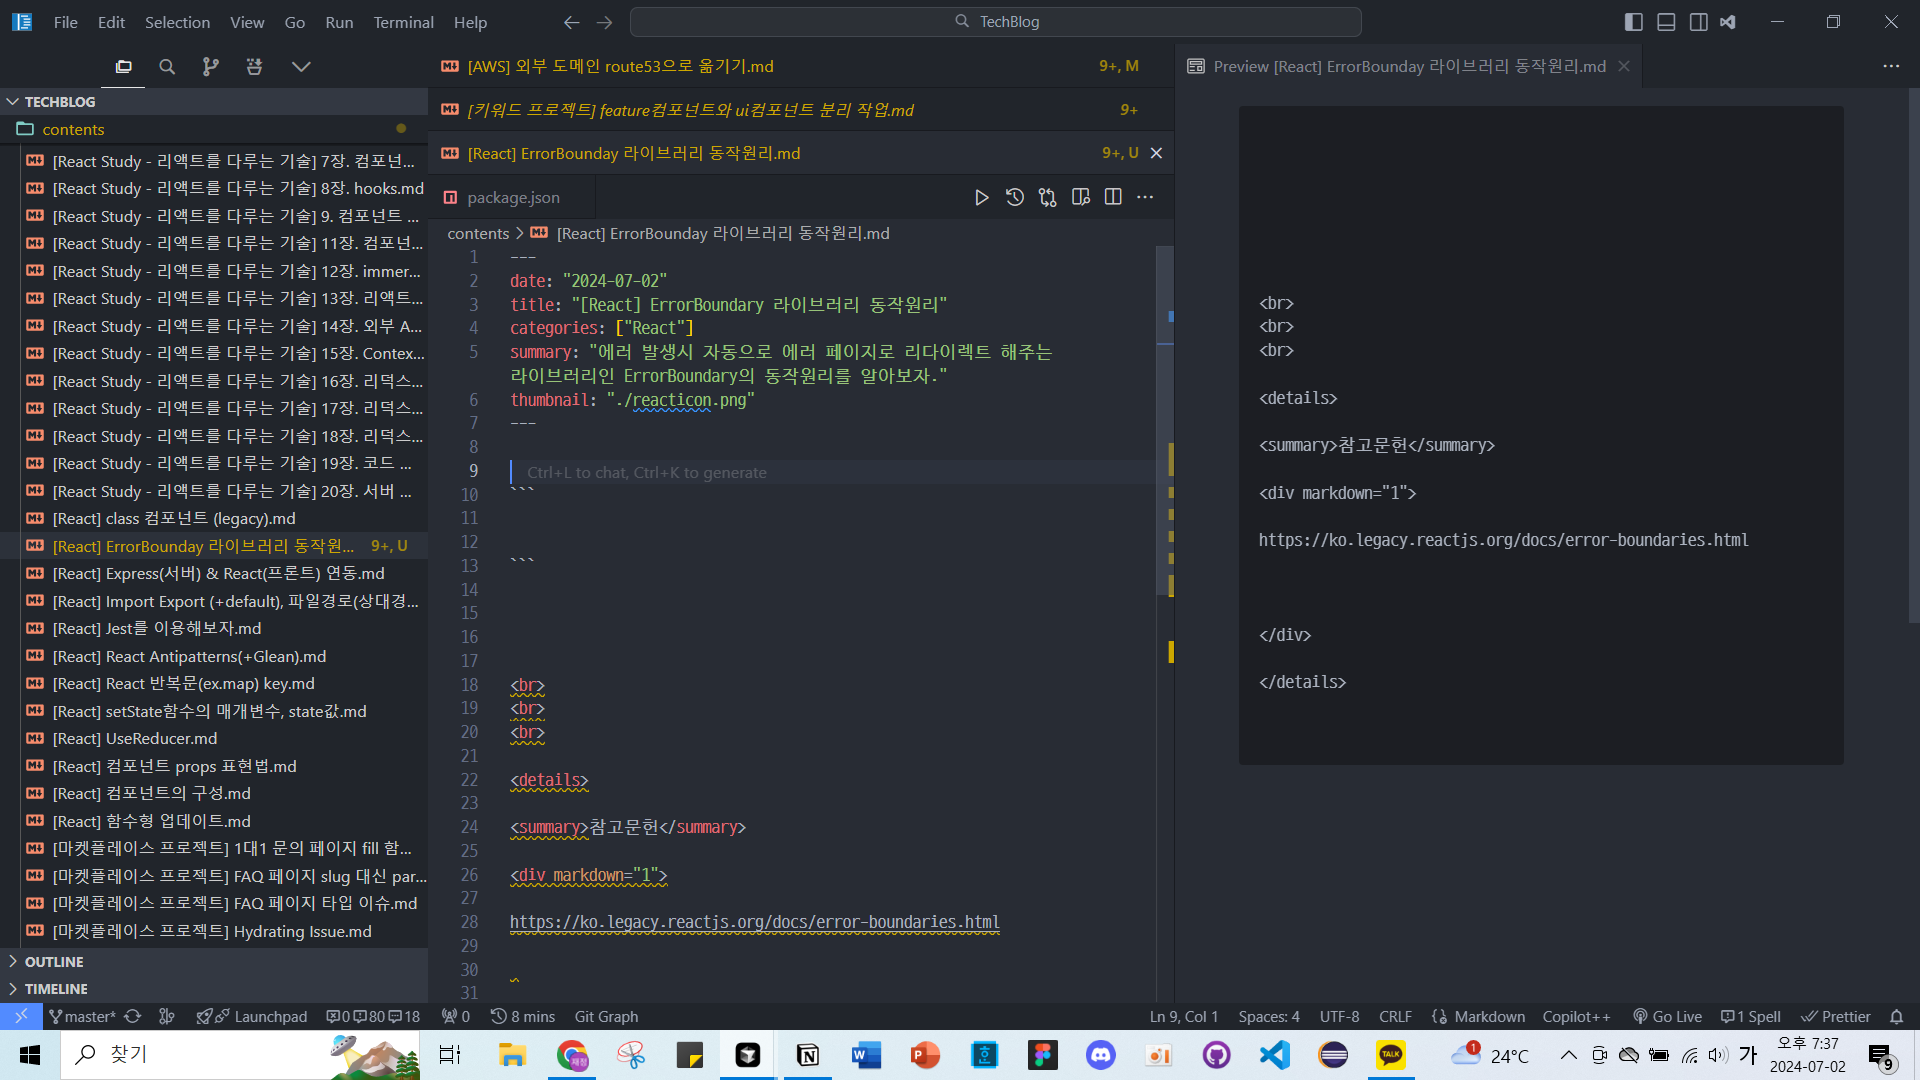 File Edit Selection View Go Run Terminal Help
TechBlog
TECHBLOG
contents
[React Study - 리액트를 다루는 기술] 7장. 컴포넌...
[React Study - 리액트를 다루는 기술] 8장. hooks.md
[React Study - 리액트를 다루는 기술] 9. 컴포넌트 ...
[React Study - 리액트를 다루는 기술] 11장. 컴포넌...
[React Study - 리액트를 다루는 기술] 12장. immer...
[React Study - 리액트를 다루는 기술] 13장. 리액트...
[React Study - 리액트를 다루는 기술] 14장. 외부 A...
[React Study - 리액트를 다루는 기술] 15장. Contex...
[React Study - 리액트를 다루는 기술] 16장. 리덕스...
[React Study - 리액트를 다루는 기술] 17장. 리덕스...
[React Study - 리액트를 다루는 기술] 18장. 리덕스...
[React Study - 리액트를 다루는 기술] 19장. 코드 ...
[React Study - 리액트를 다루는 기술] 20장. 서버 ...
[React] class 컴포넌트 (legacy).md
[React] ErrorBounday 라이브러리 동작원... 9+, U
[React] Express(서버) & React(프론트) 연동.md
[React] Import Export (+default), 파일경로(상대경...
[React] Jest를 이용해보자.md
[React] React Antipatterns(+Glean).md
[React] React 반복문(ex.map) key.md
[React] setState함수의 매개변수, state값.md
[React] UseReducer.md
[React] 컴포넌트 props 표현법.md
[React] 컴포넌트의 구성.md
[React] 함수형 업데이트.md
[마켓플레이스 프로젝트] 1대1 문의 페이지 fill 함...
[마켓플레이스 프로젝트] FAQ 페이지 slug 대신 par...
[마켓플레이스 프로젝트] FAQ 페이지 타입 이슈.md
[마켓플레이스 프로젝트] Hydrating Issue.md
OUTLINE
TIMELINE
[AWS] 외부 도메인 route53으로 옮기기.md 9+, M
[키워드 프로젝트] feature컴포넌트와 ui컴포넌트 분리 작업.md 9+
[React] ErrorBounday 라이브러리 동작원리.md 9+, U
package.json
contents > [React] ErrorBounday 라이브러리 동작원리.md
1 ---
2 date: "2024-07-02"
3 title: "[React] ErrorBoundary 라이브러리 동작원리"
4 categories: ["React"]
5 summary: "에러 발생시 자동으로 에러 페이지로 리다이렉트 해주는
라이브러리인 ErrorBoundary의 동작원리를 알아보자."
6 thumbnail: "./reacticon.png"
7 ---
8
9 Ctrl+L to chat, Ctrl+K to generate
10 ```
11
12
13 ```
14
15
16
17
18 <br>
19 <br>
20 <br>
21
22 <details>
23
24 <summary>참고문헌</summary>
25
26 <div markdown="1">
27
28 https://ko.legacy.reactjs.org/docs/error-boundaries.html
29
30
31
Preview [React] ErrorBounday 라이브러리 동작원리.md
<br>
<br>
<br>
<details>
<summary>참고문헌</summary>
<div markdown="1">
https://ko.legacy.reactjs.org/docs/error-boundaries.html
</div>
</details>
master* Launchpad 0 80 18 0 8 mins Git Graph
Ln 9, Col 1 Spaces: 4 UTF-8 CRLF Markdown Copilot++ Go Live 1 Spell Prettier
찾기
TALK
1 24°C 가 오후 7:37
2024-07-02 9